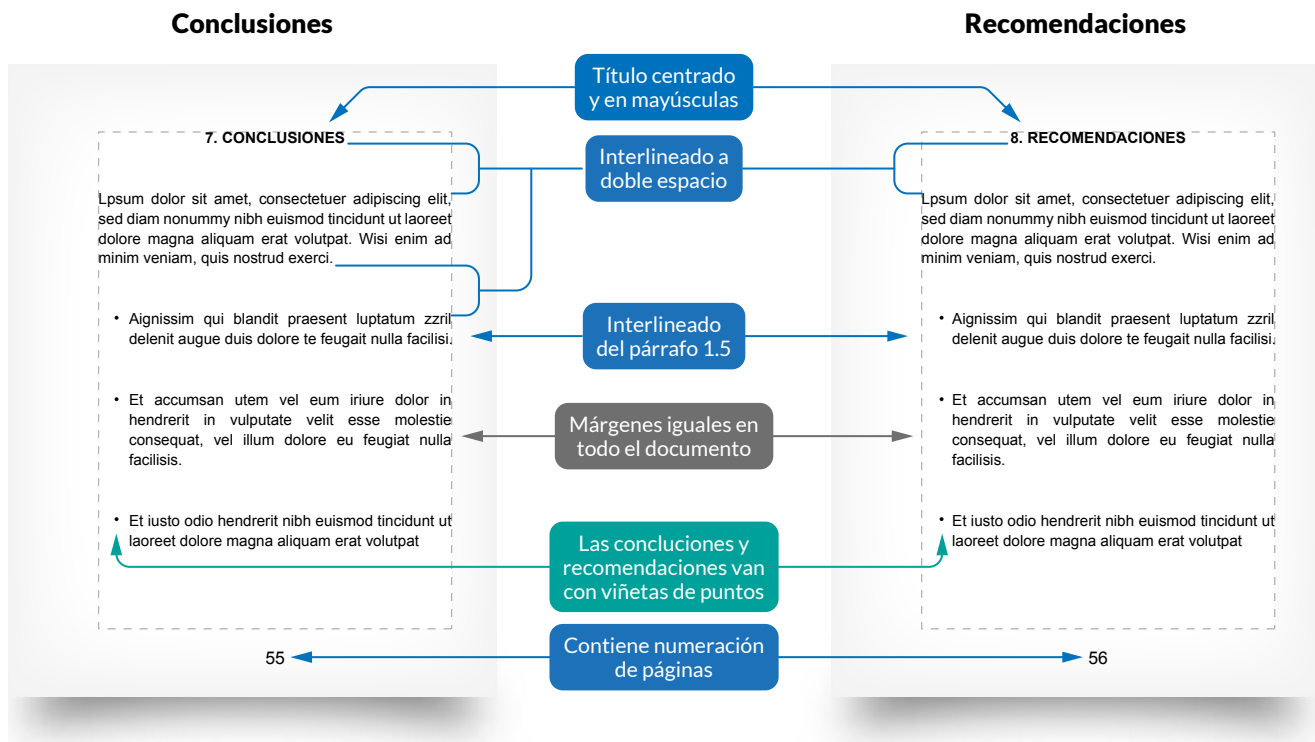 Conclusiones
7. CONCLUSIONES
Lpsum dolor sit amet, consectetuer adipiscing elit,
sed diam nonummy nibh euismod tincidunt ut laoreet
dolore magna aliquam erat volutpat. Wisi enim ad
minim veniam, quis nostrud exerci.
• Aignissim qui blandit praesent luptatum zzril
delenit augue duis dolore te feugait nulla facilisi.
• Et accumsan utem vel eum iriure dolor in
hendrerit in vulputate velit esse molestie
consequat, vel illum dolore eu feugiat nulla
facilisis.
• Et iusto odio hendrerit nibh euismod tincidunt ut
laoreet dolore magna aliquam erat volutpat
55
Título centrado
y en mayúsculas
Interlineado a
doble espacio
Interlineado
del párrafo 1.5
Márgenes iguales en
todo el documento
Las concluciones y
recomendaciones van
con viñetas de puntos
Contiene numeración
de páginas
Recomendaciones
8. RECOMENDACIONES
Lpsum dolor sit amet, consectetuer adipiscing elit,
sed diam nonummy nibh euismod tincidunt ut laoreet
dolore magna aliquam erat volutpat. Wisi enim ad
minim veniam, quis nostrud exerci.
• Aignissim qui blandit praesent luptatum zzril
delenit augue duis dolore te feugait nulla facilisi.
• Et accumsan utem vel eum iriure dolor in
hendrerit in vulputate velit esse molestie
consequat, vel illum dolore eu feugiat nulla
facilisis.
• Et iusto odio hendrerit nibh euismod tincidunt ut
laoreet dolore magna aliquam erat volutpat
56